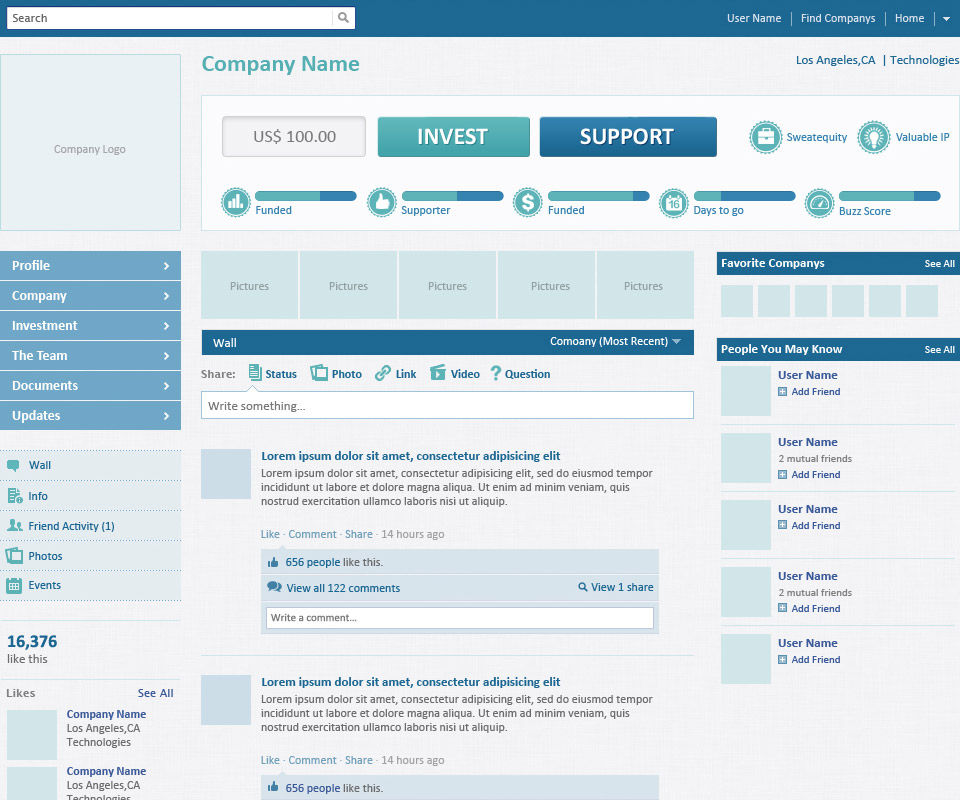 Search
User Name
Find Companys
Home
Company Name
Los Angeles,CA | Technologies
Company Logo
US$ 100.00
INVEST
SUPPORT
Sweatequity
Valuable IP
Funded
Supporter
Funded
16
Days to go
Buzz Score
Profile
Company
Investment
The Team
Documents
Updates
Wall
Info
Friend Activity (1)
Photos
Events
16,376
like this
Likes
See All
Company Name
Los Angeles,CA
Technologies
Company Name
Los Angeles,CA
Technologies
Pictures
Pictures
Pictures
Pictures
Pictures
Wall
Comoany (Most Recent)
Share:
Status
Photo
Link
Video
Question
Write something...
Lorem ipsum dolor sit amet, consectetur adipisicing elit
Lorem ipsum dolor sit amet, consectetur adipisicing elit, sed do eiusmod tempor
incididunt ut labore et dolore magna aliqua. Ut enim ad minim veniam, quis
nostrud exercitation ullamco laboris nisi ut aliquip.
Like · Comment · Share · 14 hours ago
656 people like this.
View all 122 comments
View 1 share
Write a comment...
Lorem ipsum dolor sit amet, consectetur adipisicing elit
Lorem ipsum dolor sit amet, consectetur adipisicing elit, sed do eiusmod tempor
incididunt ut labore et dolore magna aliqua. Ut enim ad minim veniam, quis
nostrud exercitation ullamco laboris nisi ut aliquip.
Like · Comment · Share · 14 hours ago
656 people like this.
Favorite Companys
See All
People You May Know
See All
User Name
Add Friend
User Name
2 mutual friends
Add Friend
User Name
Add Friend
User Name
2 mutual friends
Add Friend
User Name
Add Friend